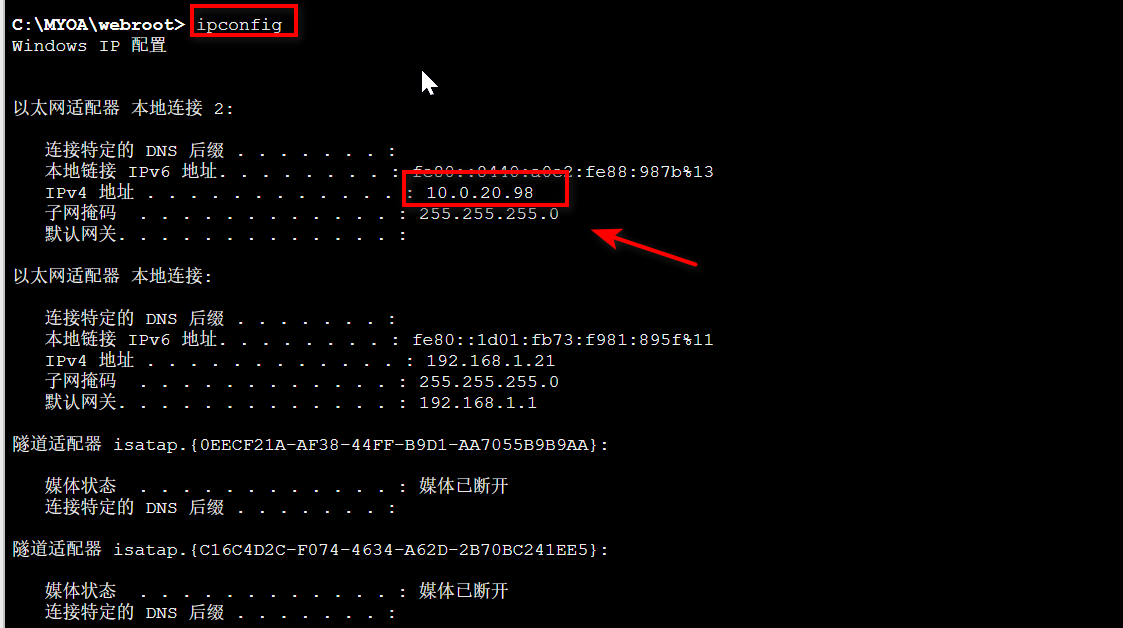 C:\MYOA\webroot> ipconfig
Windows IP 配置
以太网适配器 本地连接 2:
连接特定的 DNS 后缀 . . . . . . . :
本地链接 IPv6 地址. . . . . . . . : :fe88:987b%13
IPv4 地址 . . . . . . . . . . . . : 10.0.20.98
子网掩码 . . . . . . . . . . . . : 255.255.255.0
默认网关. . . . . . . . . . . . . :
以太网适配器 本地连接:
连接特定的 DNS 后缀 . . . . . . . :
本地链接 IPv6 地址. . . . . . . . : fe80::1d01:fb73:f981:895f%11
IPv4 地址 . . . . . . . . . . . . : 192.168.1.21
子网掩码 . . . . . . . . . . . . : 255.255.255.0
默认网关. . . . . . . . . . . . . : 192.168.1.1
隧道适配器 isatap.{0EECF21A-AF38-44FF-B9D1-AA7055B9B9AA}:
媒体状态 . . . . . . . . . . . . : 媒体已断开
连接特定的 DNS 后缀 . . . . . . . :
隧道适配器 isatap.{C16C4D2C-F074-4634-A62D-2B70BC241EE5}:
媒体状态 . . . . . . . . . . . . : 媒体已断开
连接特定的 DNS 后缀 . . . . . . . :